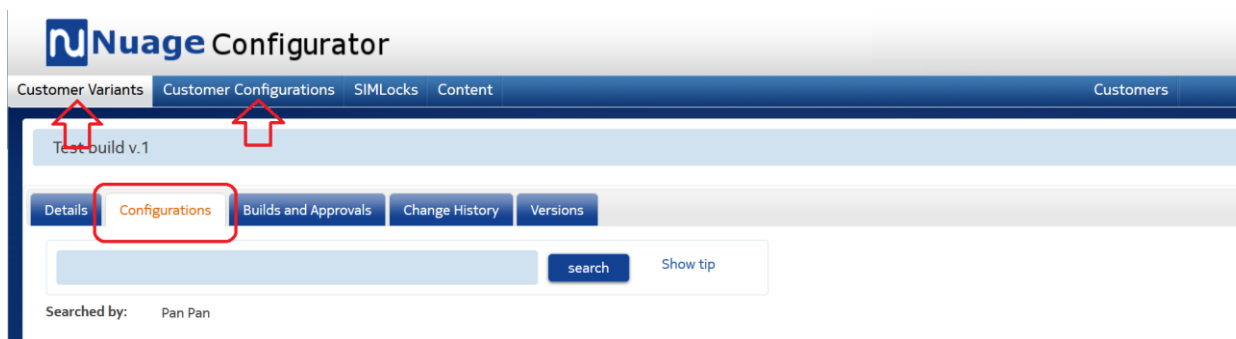 Nuage Configurator
Customer Variants Customer Configurations SIMLocks Content Customers
Test build v.1
Details Configurations Builds and Approvals Change History Versions
search Show tip
Searched by: Pan Pan